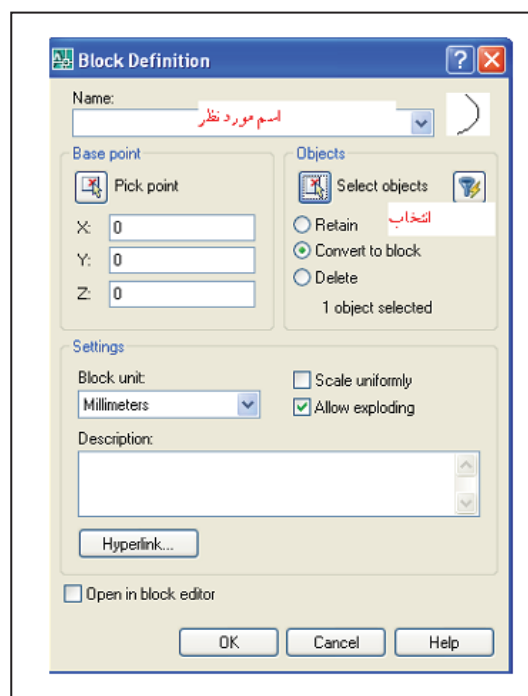 Block Definition
Name:
اسم مورد نظر
Base point
Pick point
X: 0
Y: 0
Z: 0
Objects
Select objects
انتخاب
Retain
Convert to block
Delete
1 object selected
Settings
Block unit:
Millimeters
Scale uniformly
Allow exploding
Description:
Hyperlink...
Open in block editor
OK Cancel Help